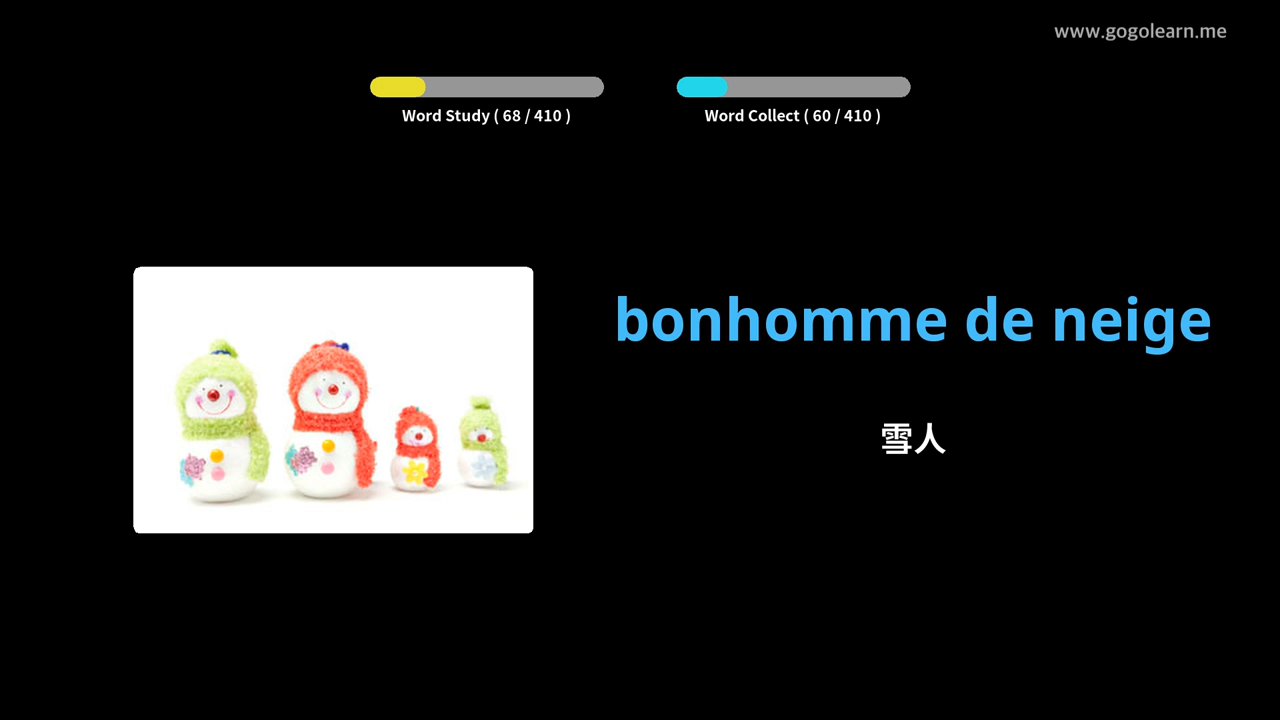 www.gogolearn.me
Word Study ( 68 / 410 )
Word Collect ( 60 / 410 )
bonhomme de neige
雪人